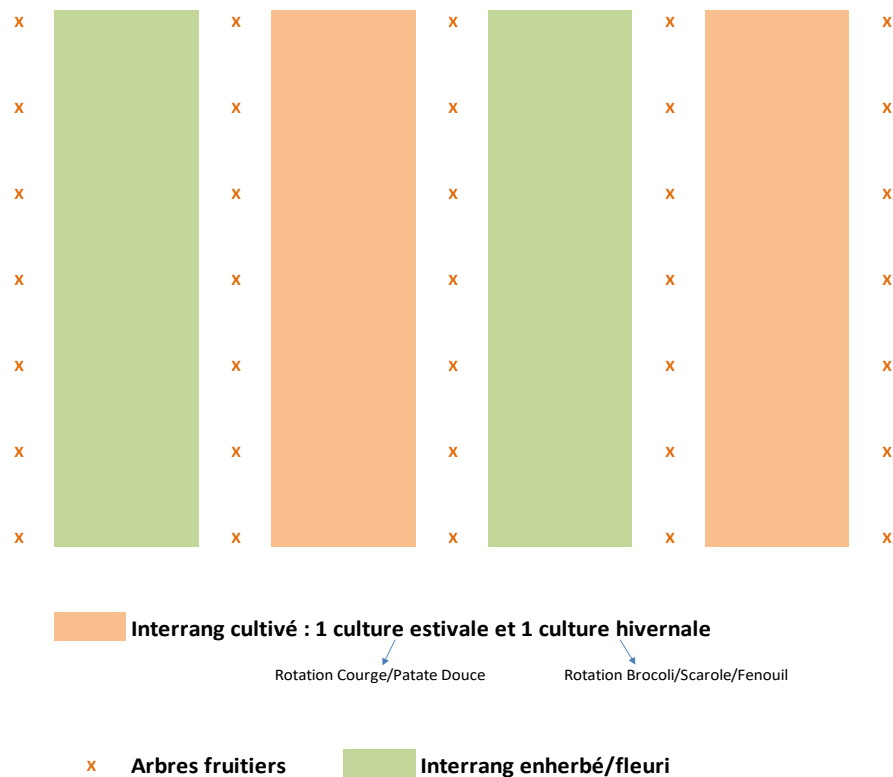 X X X X X
X X X X X
X X X X X
X X X X X
X X X X X
X X X X X
X X X X X
Interrang cultivé : 1 culture estivale et 1 culture hivernale
Rotation Courge/Patate Douce Rotation Brocoli/Scarole/Fenouil
X Arbres fruitiers Interrang enherbé/fleuri